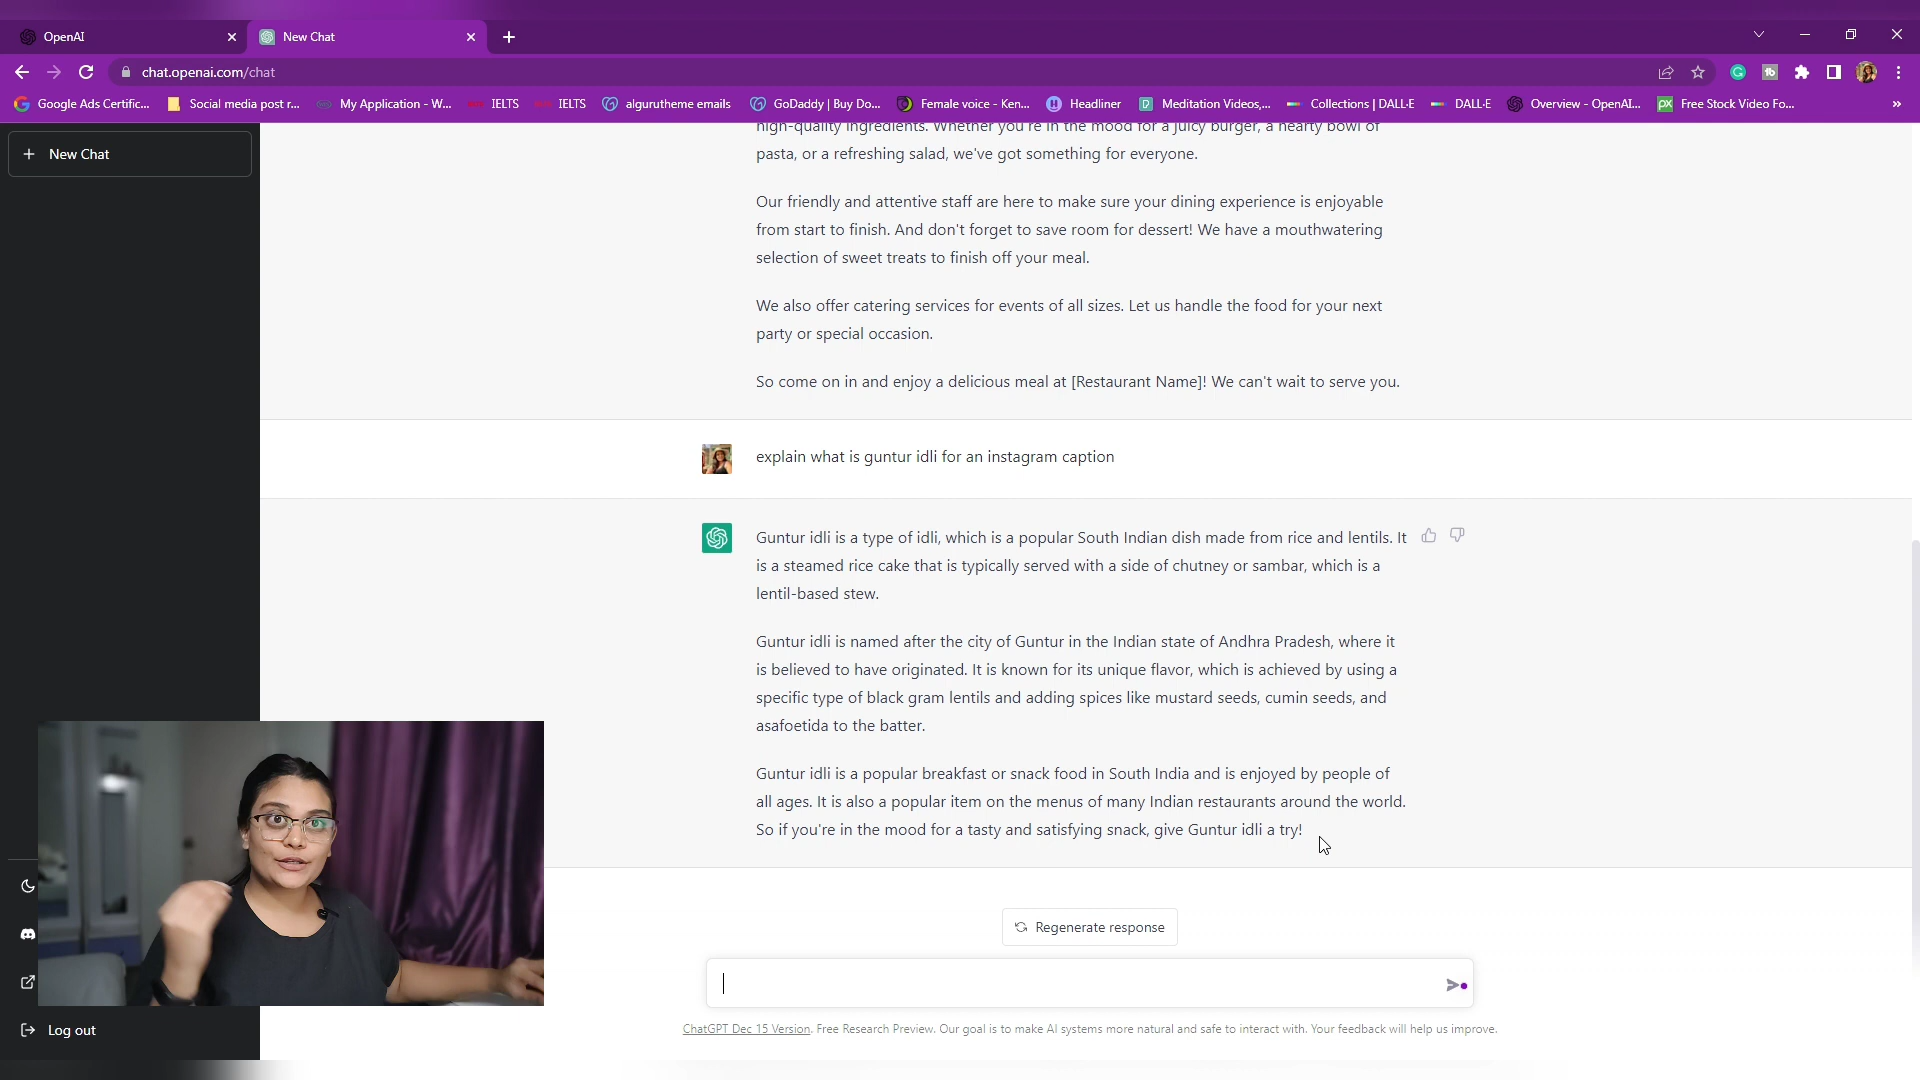 OpenAI
New Chat
chat.openai.com/chat
Google Ads Certific...
Social media post r...
My Application - W...
IELTS
IELTS
algurutheme emails
GoDaddy | Buy Do...
Female voice - Ken...
Headliner
Meditation Videos,...
Collections | DALL·E
DALL·E
Overview - OpenAI...
Free Stock Video Fo...
New Chat
high-quality ingredients. Whether you're in the mood for a juicy burger, a hearty bowl of
pasta, or a refreshing salad, we've got something for everyone.
Our friendly and attentive staff are here to make sure your dining experience is enjoyable
from start to finish. And don't forget to save room for dessert! We have a mouthwatering
selection of sweet treats to finish off your meal.
We also offer catering services for events of all sizes. Let us handle the food for your next
party or special occasion.
So come on in and enjoy a delicious meal at [Restaurant Name]! We can't wait to serve you.
explain what is guntur idli for an instagram caption
Guntur idli is a type of idli, which is a popular South Indian dish made from rice and lentils. It
is a steamed rice cake that is typically served with a side of chutney or sambar, which is a
lentil-based stew.
Guntur idli is named after the city of Guntur in the Indian state of Andhra Pradesh, where it
is believed to have originated. It is known for its unique flavor, which is achieved by using a
specific type of black gram lentils and adding spices like mustard seeds, cumin seeds, and
asafoetida to the batter.
Guntur idli is a popular breakfast or snack food in South India and is enjoyed by people of
all ages. It is also a popular item on the menus of many Indian restaurants around the world.
So if you're in the mood for a tasty and satisfying snack, give Guntur idli a try!
Regenerate response
Log out
ChatGPT Dec 15 Version. Free Research Preview. Our goal is to make AI systems more natural and safe to interact with. Your feedback will help us improve.